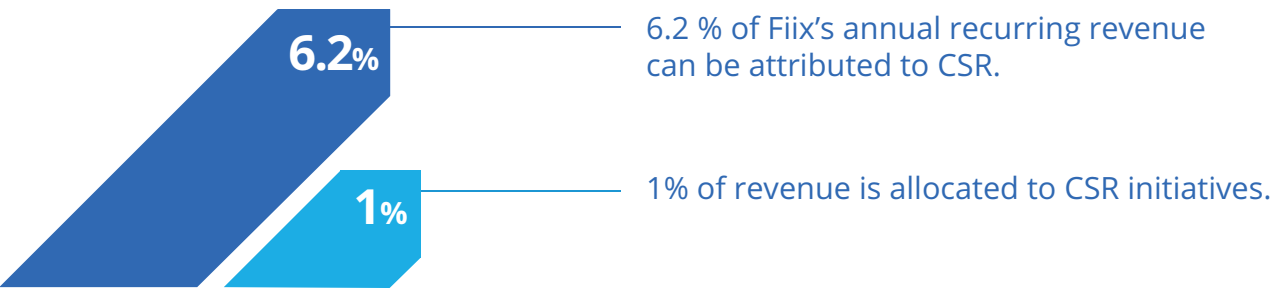 6.2%
6.2 % of Fiix’s annual recurring revenue
can be attributed to CSR.
1%
1% of revenue is allocated to CSR initiatives.